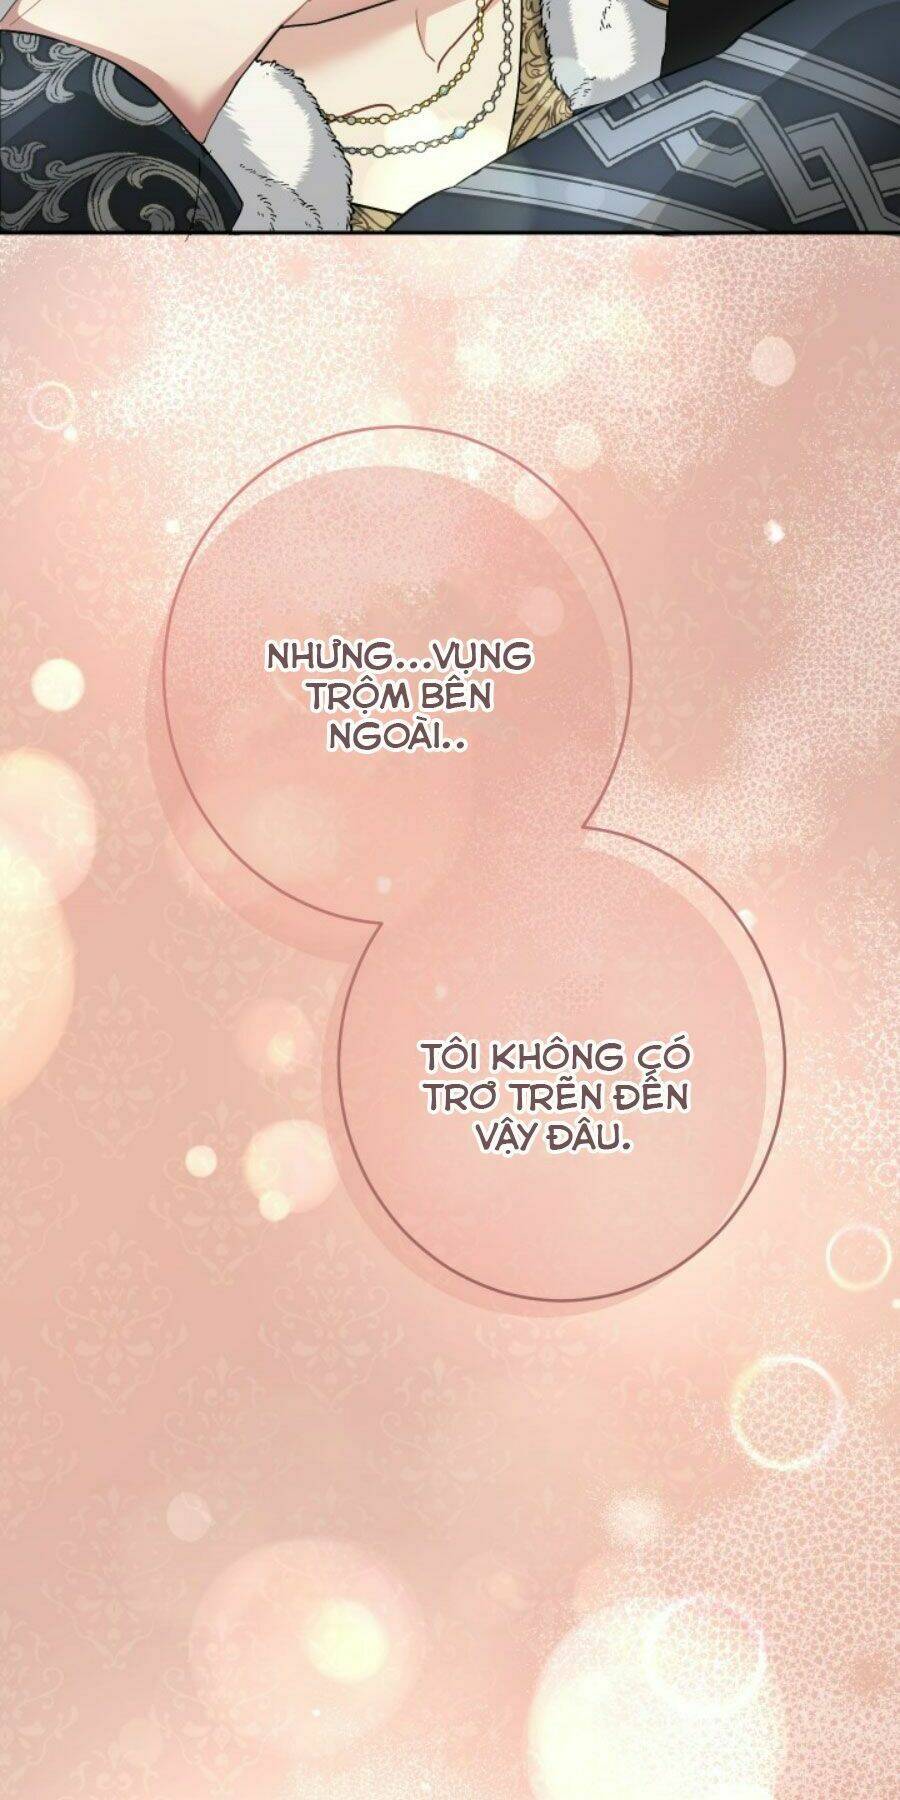 NHƯNG...VỤNG
TRỘM BÊN
NGOÀI..
TÔI KHÔNG CÓ
TRƠ TRẼN ĐẾN
VẬY ĐÂU.